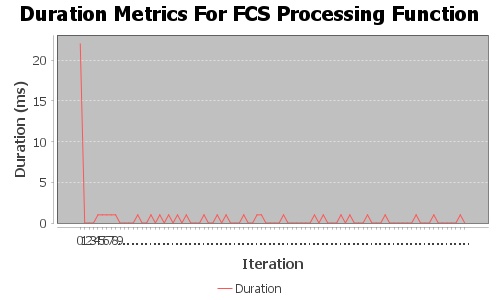 Duration Metrics For FCS Processing Function
20
15
10
5
0
Duration (ms)
Iteration
Duration